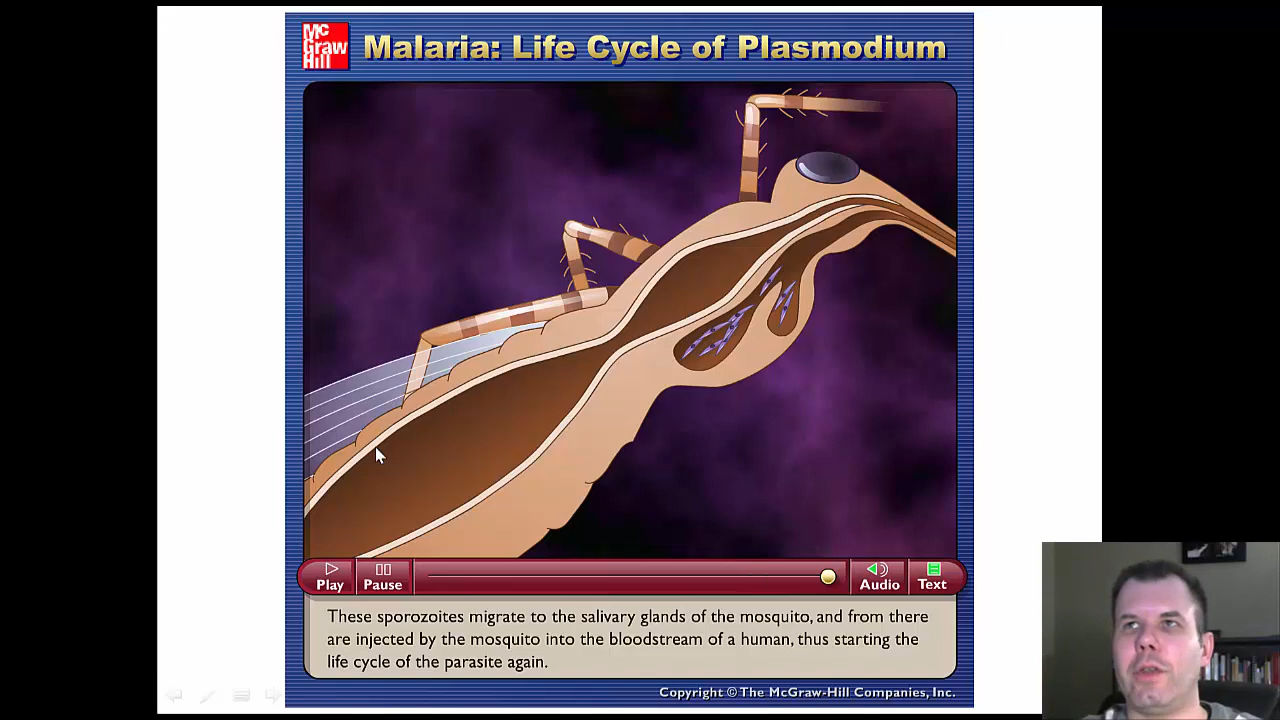 Mc
Graw
Hill
Malaria: Life Cycle of Plasmodium
Play
Pause
Audio
Text
These sporozoites migrate to the salivary glands of the mosquito, and from there
are injected by the mosquito into the bloodstream of a human, thus starting the
life cycle of the parasite again.
Copyright © The McGraw-Hill Companies, Inc.